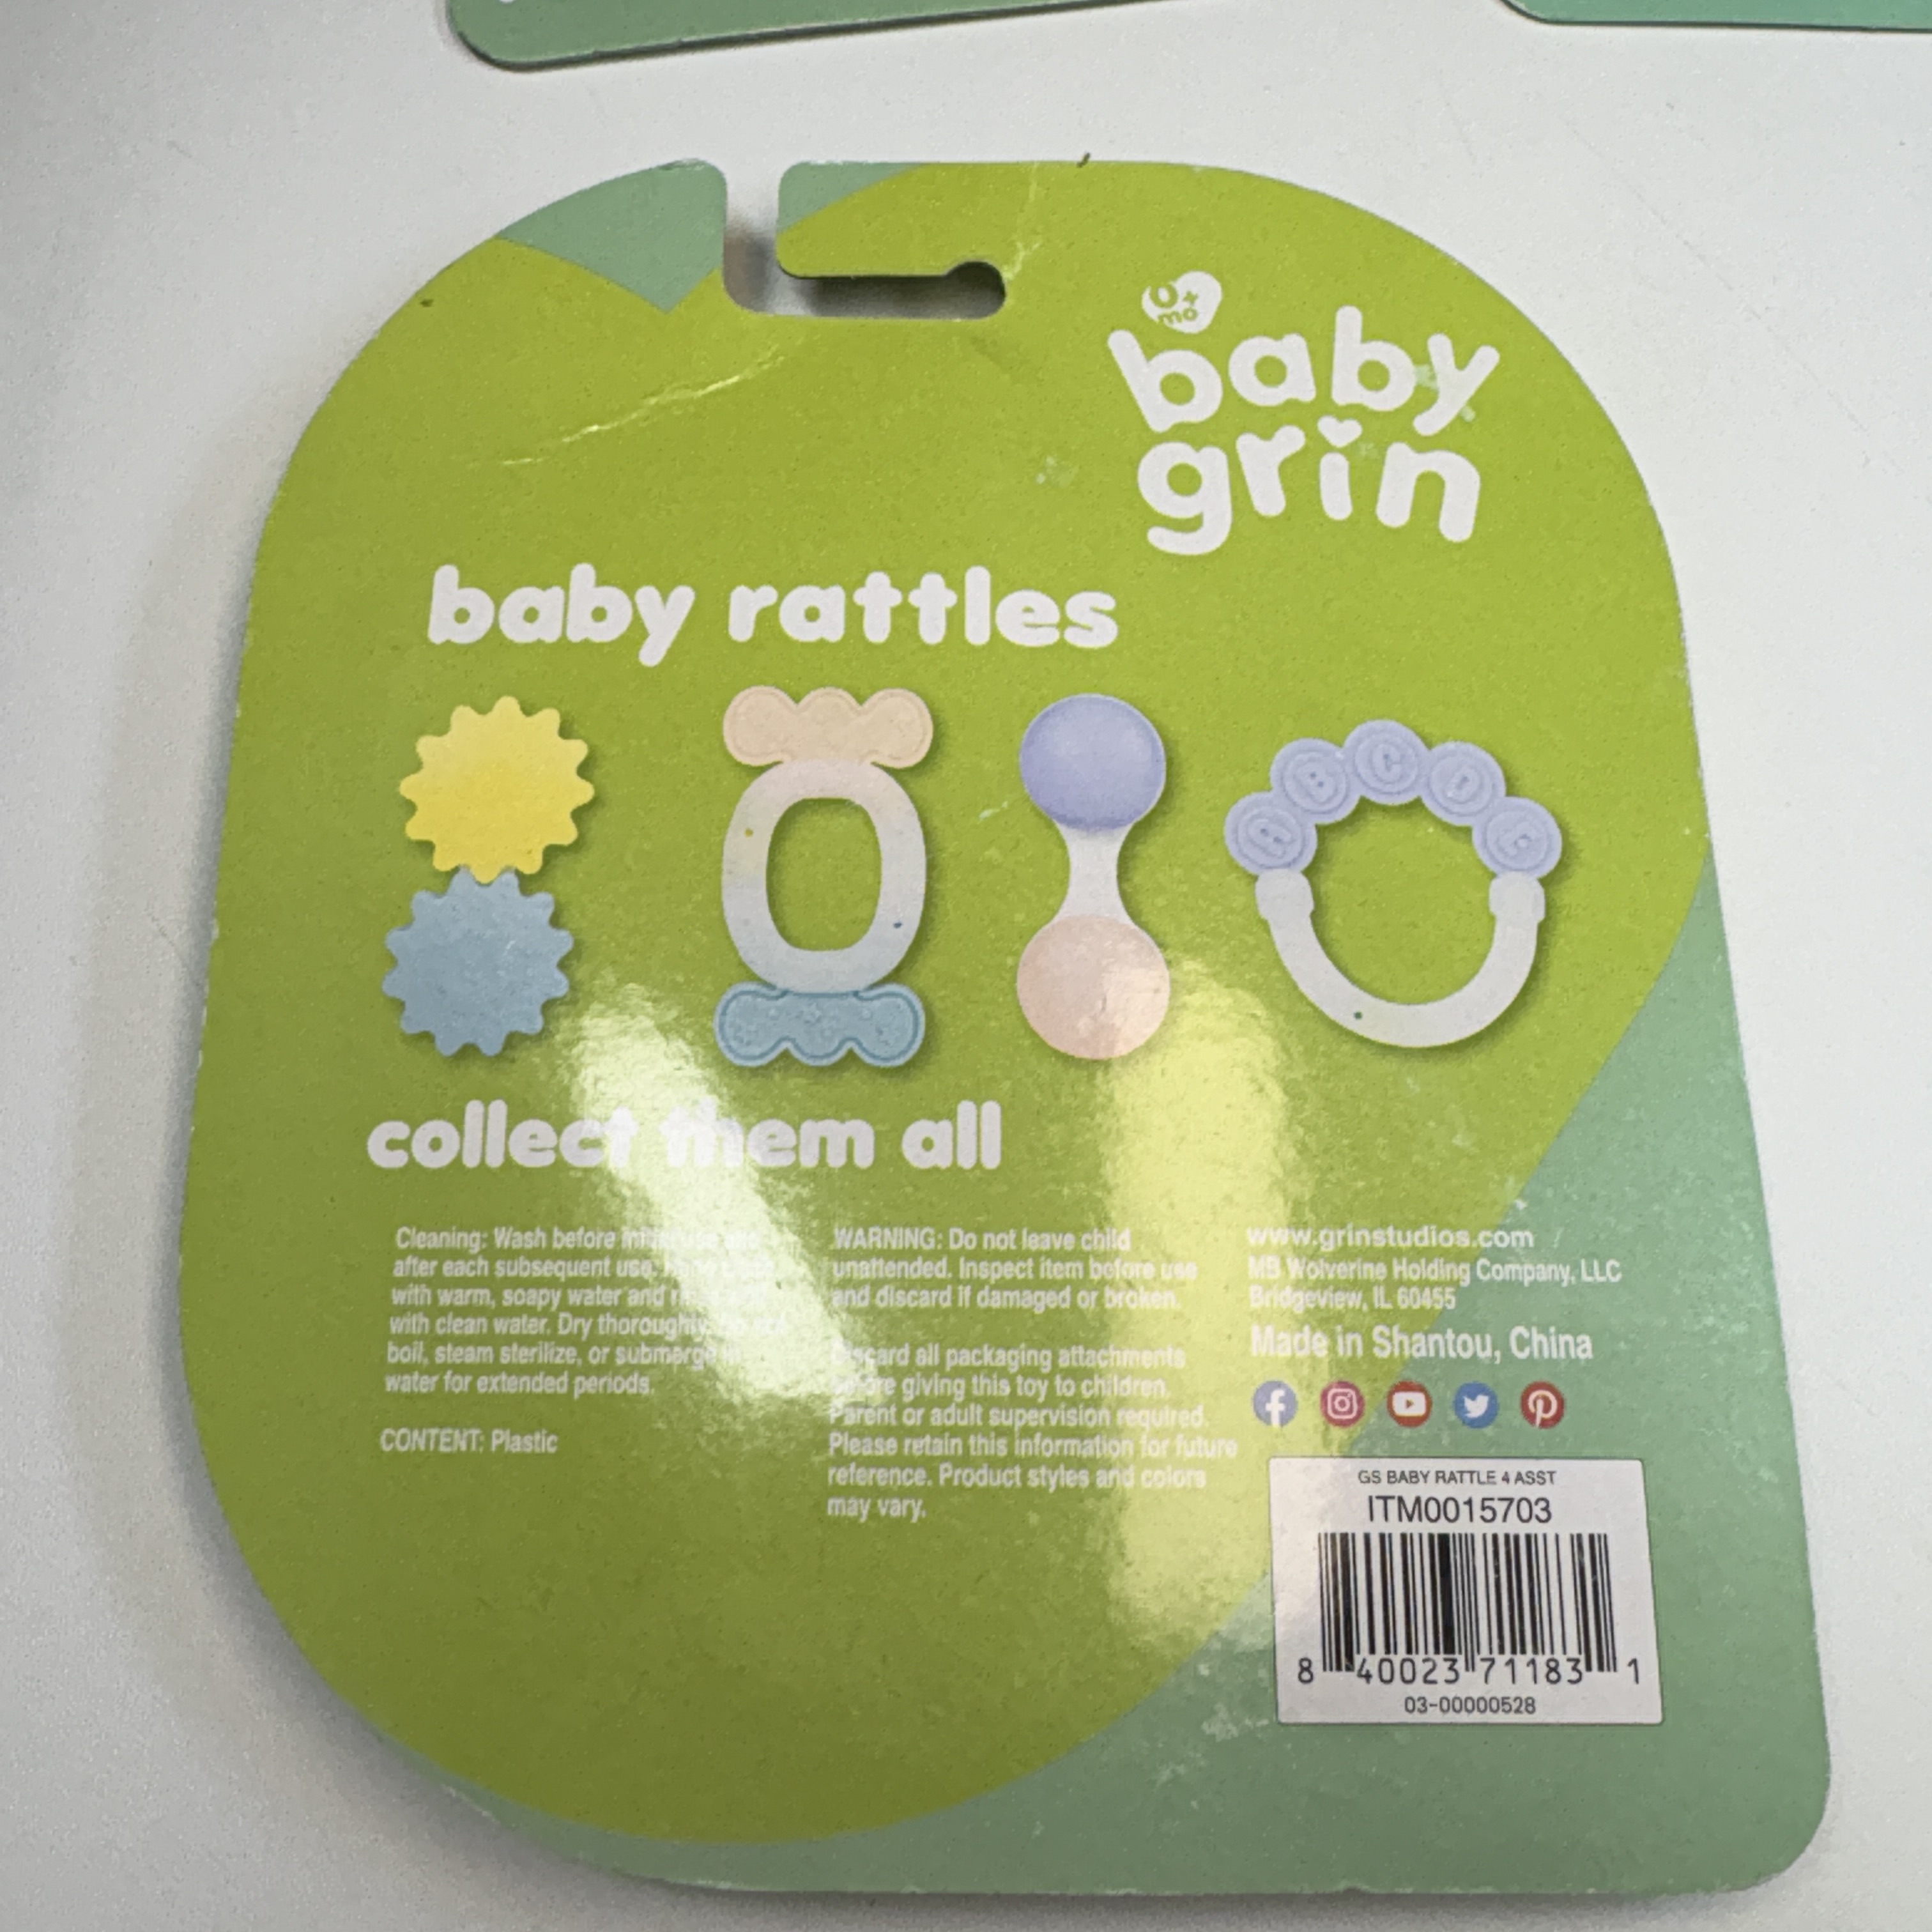 0+
mo
baby
grin
baby rattles
A B C D E
collect them all
Cleaning: Wash before
after each subsequent use.
with warm, soapy water and
with clean water. Dry thoroughly.
boil, steam sterilize, or submerge in
water for extended periods.
CONTENT: Plastic
WARNING: Do not leave child
unattended. Inspect item before use
and discard if damaged or broken.
Discard all packaging attachments
before giving this toy to children.
Parent or adult supervision required.
Please retain this information for future
reference. Product styles and colors
may vary.
www.grinstudios.com
MB Wolverine Holding Company, LLC
Bridgeview, IL 60455
Made in Shantou, China
GS BABY RATTLE 4 ASST
ITM0015703
8 40023 71183 1
03-00000528